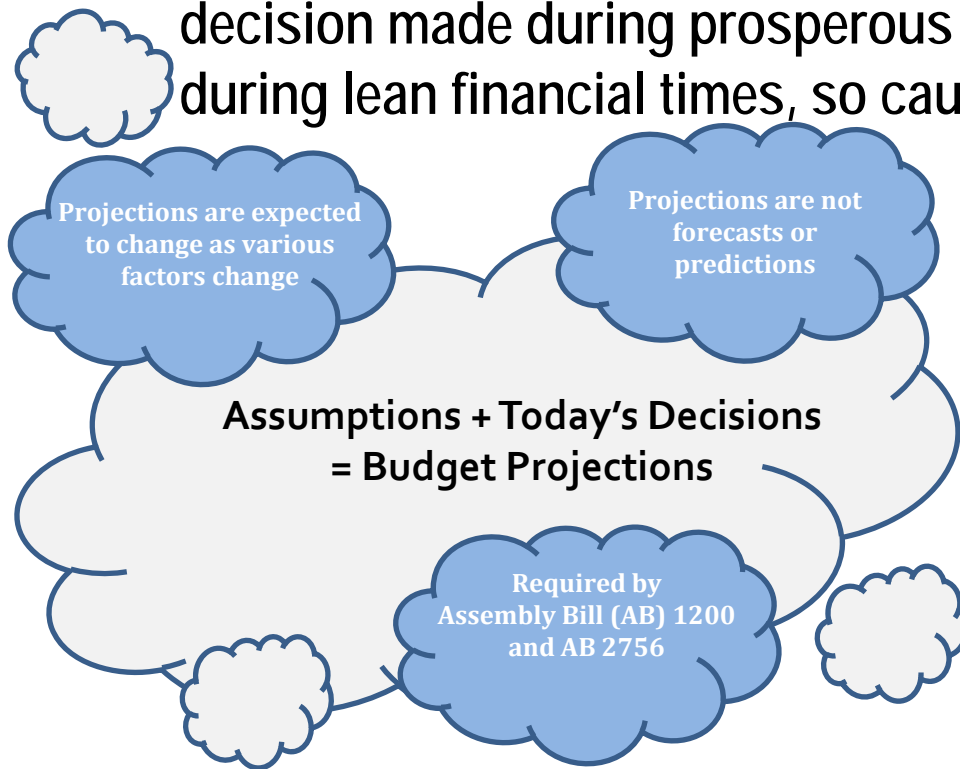 decision made during prosperous
during lean financial times, so cau
Projections are expected
to change as various
factors change
Projections are not
forecasts or
predictions
Assumptions + Today's Decisions
= Budget Projections
Required by
Assembly Bill (AB) 1200
and AB 2756